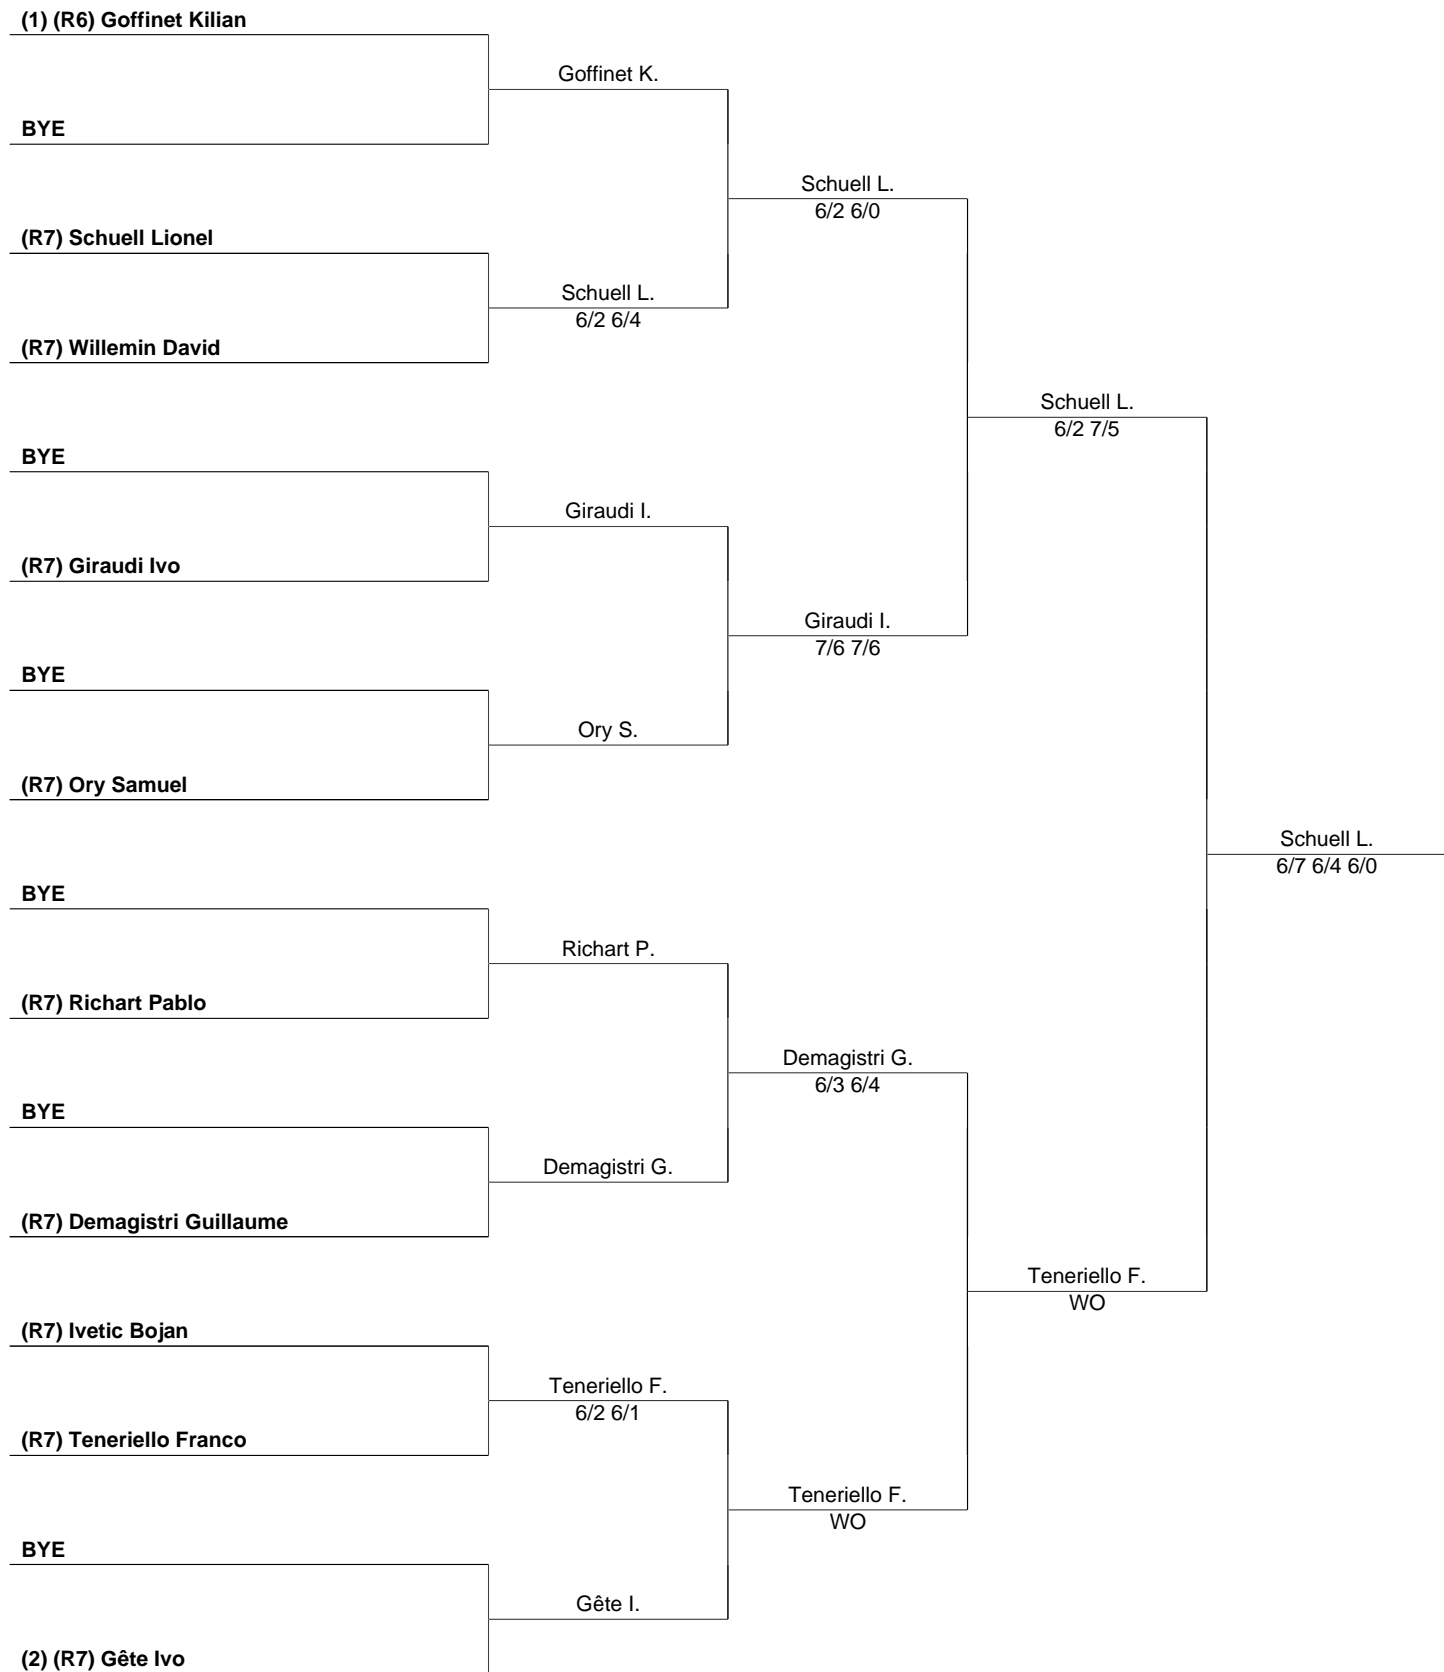 (1) (R6) Goffinet Kilian
Goffinet K.
BYE
Schuell L.
6/2 6/0
(R7) Schuell Lionel
Schuell L.
6/2 6/4
(R7) Willemin David
Schuell L.
6/2 7/5
BYE
Giraudi I.
(R7) Giraudi Ivo
Giraudi I.
7/6 7/6
BYE
Ory S.
(R7) Ory Samuel
Schuell L.
6/7 6/4 6/0
BYE
Richart P.
(R7) Richart Pablo
Demagistri G.
6/3 6/4
BYE
Demagistri G.
(R7) Demagistri Guillaume
Teneriello F.
WO
(R7) Ivetic Bojan
Teneriello F.
6/2 6/1
(R7) Teneriello Franco
Teneriello F.
WO
BYE
Gête I.
(2) (R7) Gête Ivo